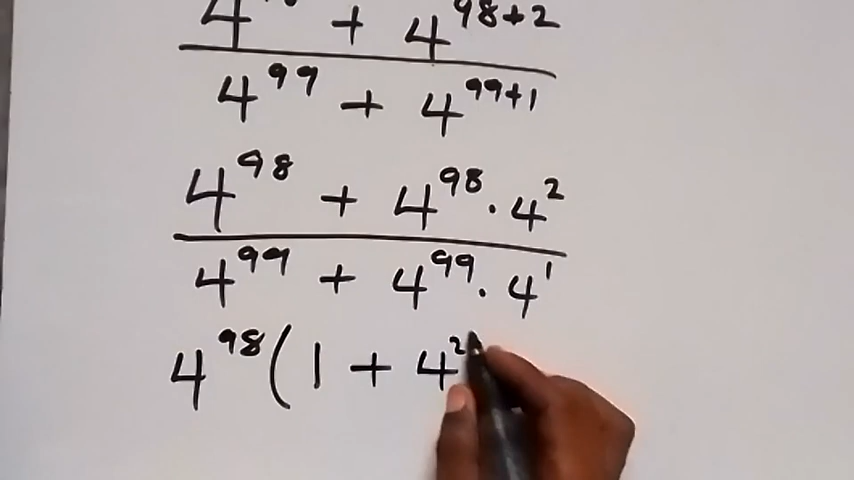 4 + 4^98+2
4^99 + 4^99+1
4^98 + 4^98 · 4^2
4^99 + 4^99 · 4^1
4^98 (1 + 4^2